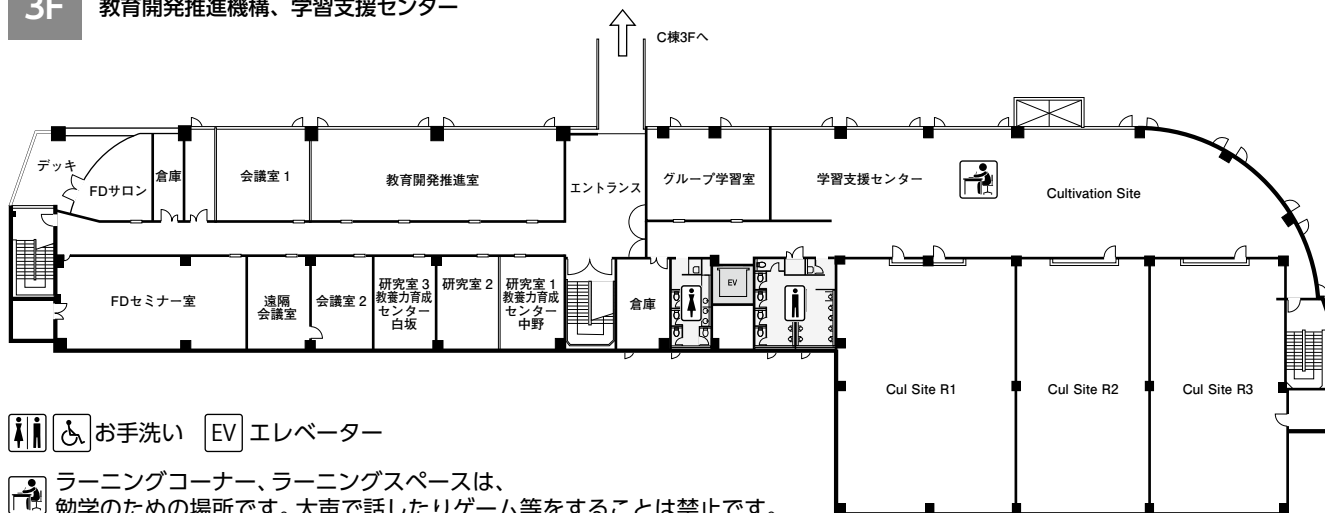 3F
教育開発推進機構、学習支援センター
C棟3Fへ
デッキ
FDサロン
倉庫
会議室 1
教育開発推進室
エントランス
グループ学習室
学習支援センター
Cultivation Site
FDセミナー室
遠隔
会議室
会議室 2
研究室 3
教養力育成
センター
白坂
研究室 2
研究室 1
教養力育成
センター
中野
倉庫
EV
Cul Site R1
Cul Site R2
Cul Site R3
お手洗い
EV エレベーター
ラーニングコーナー、ラーニングスペースは、
勉学のための場所です。大声で話したりゲーム等をすることは禁止です。